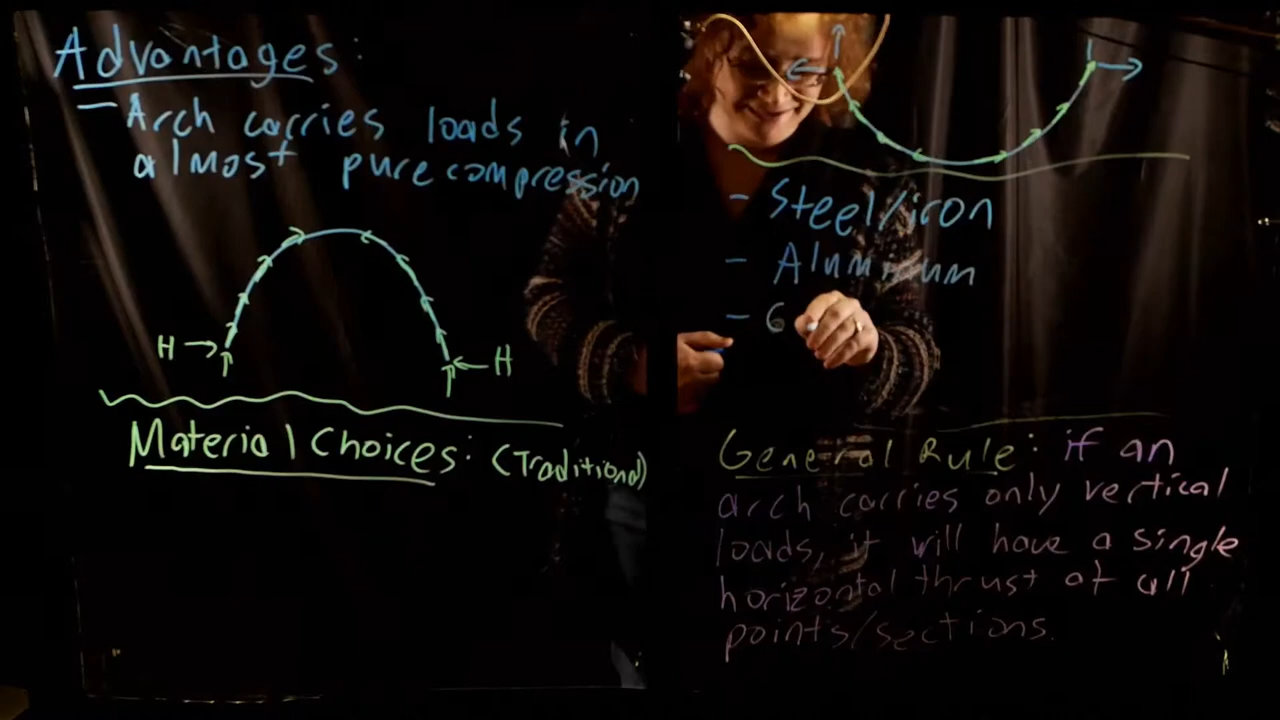 Advantages:
- Arch carries loads in
almost pure compression
H
H
Material Choices: (Traditional)
- Steel/iron
- Aluminum
- G
General Rule: if an
arch carries only vertical
loads, it will have a single
horizontal thrust at all
points/sections.